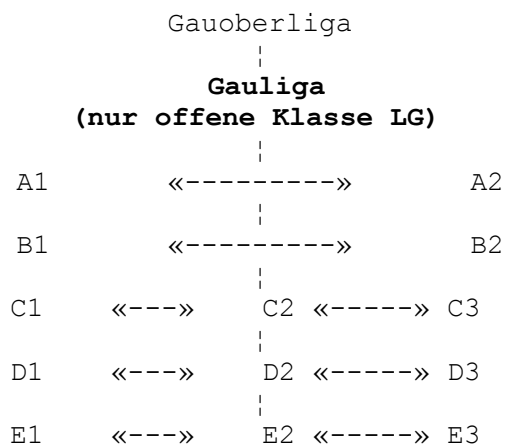 Gauoberliga
¦
Gauliga
(nur offene Klasse LG)
¦
A1 «---------» A2
¦
B1 «---------» B2
¦
C1 «---» C2 «-----» C3
¦
D1 «---» D2 «-----» D3
¦
E1 «---» E2 «-----» E3